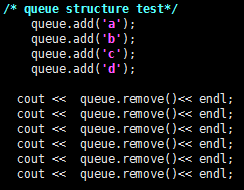 /* queue structure test*/
queue.add('a');
queue.add('b');
queue.add('c');
queue.add('d');
cout <<  queue.remove()<< endl;
cout <<  queue.remove()<< endl;
cout <<  queue.remove()<< endl;
cout <<  queue.remove()<< endl;
cout <<  queue.remove()<< endl;
cout <<  queue.remove()<< endl;